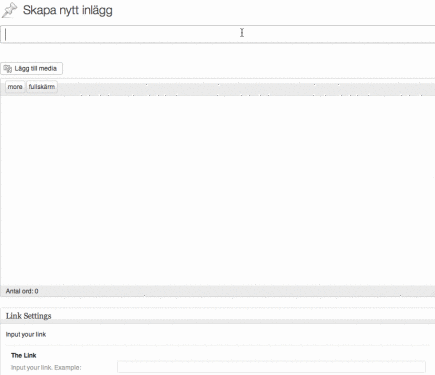 Skapa nytt inlägg
Lägg till media
more fullskärm
Antal ord: 0
Link Settings
Input your link
The Link
Input your link. Example: